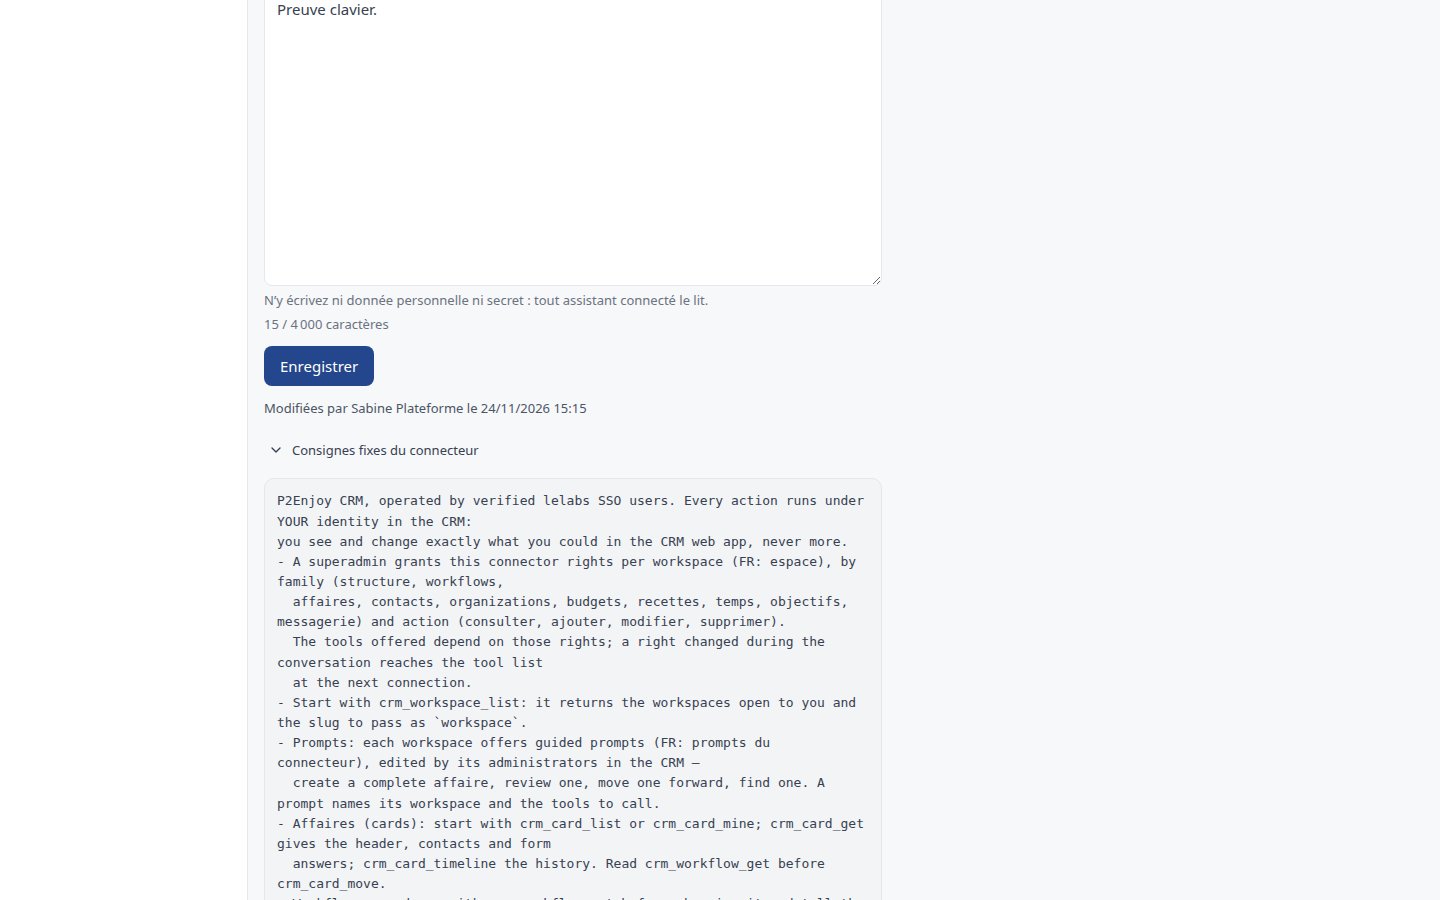 Preuve clavier.
N'y écrivez ni donnée personnelle ni secret : tout assistant connecté le lit.
15 / 4 000 caractères
Enregistrer
Modifiées par Sabine Plateforme le 24/11/2026 15:15
Consignes fixes du connecteur
P2Enjoy CRM, operated by verified lelabs SSO users. Every action runs under
YOUR identity in the CRM:
you see and change exactly what you could in the CRM web app, never more.
- A superadmin grants this connector rights per workspace (FR: espace), by
family (structure, workflows,
  affaires, contacts, organizations, budgets, recettes, temps, objectifs,
messagerie) and action (consulter, ajouter, modifier, supprimer).
  The tools offered depend on those rights; a right changed during the
conversation reaches the tool list
  at the next connection.
- Start with crm_workspace_list: it returns the workspaces open to you and
the slug to pass as `workspace`.
- Prompts: each workspace offers guided prompts (FR: prompts du
connecteur), edited by its administrators in the CRM —
  create a complete affaire, review one, move one forward, find one. A
prompt names its workspace and the tools to call.
- Affaires (cards): start with crm_card_list or crm_card_mine; crm_card_get
gives the header, contacts and form
  answers; crm_card_timeline the history. Read crm_workflow_get before
crm_card_move.